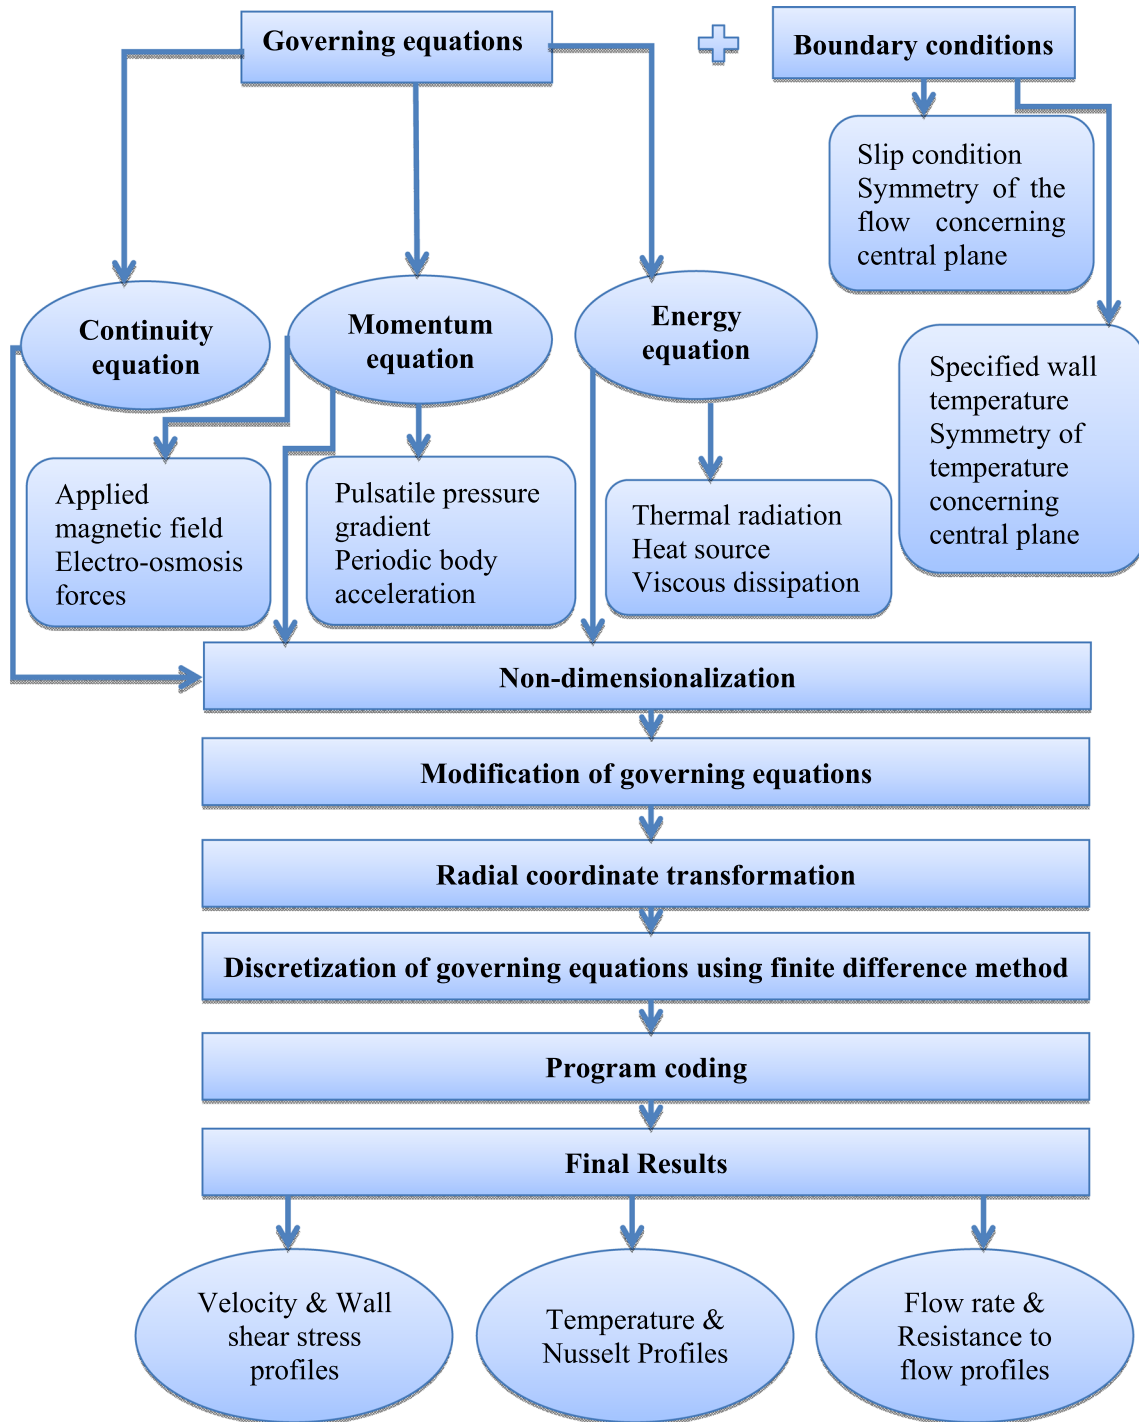 Governing equations
Boundary conditions
Slip condition
Symmetry of the
flow concerning
central plane
Continuity
equation
Momentum
equation
Energy
equation
Specified wall
temperature
Symmetry of
temperature
concerning
central plane
Applied
magnetic field
Electro-osmosis
forces
Pulsatile pressure
gradient
Periodic body
acceleration
Thermal radiation
Heat source
Viscous dissipation
Non-dimensionalization
Modification of governing equations
Radial coordinate transformation
Discretization of governing equations using finite difference method
Program coding
Final Results
Velocity & Wall
shear stress
profiles
Temperature &
Nusselt Profiles
Flow rate &
Resistance to
flow profiles